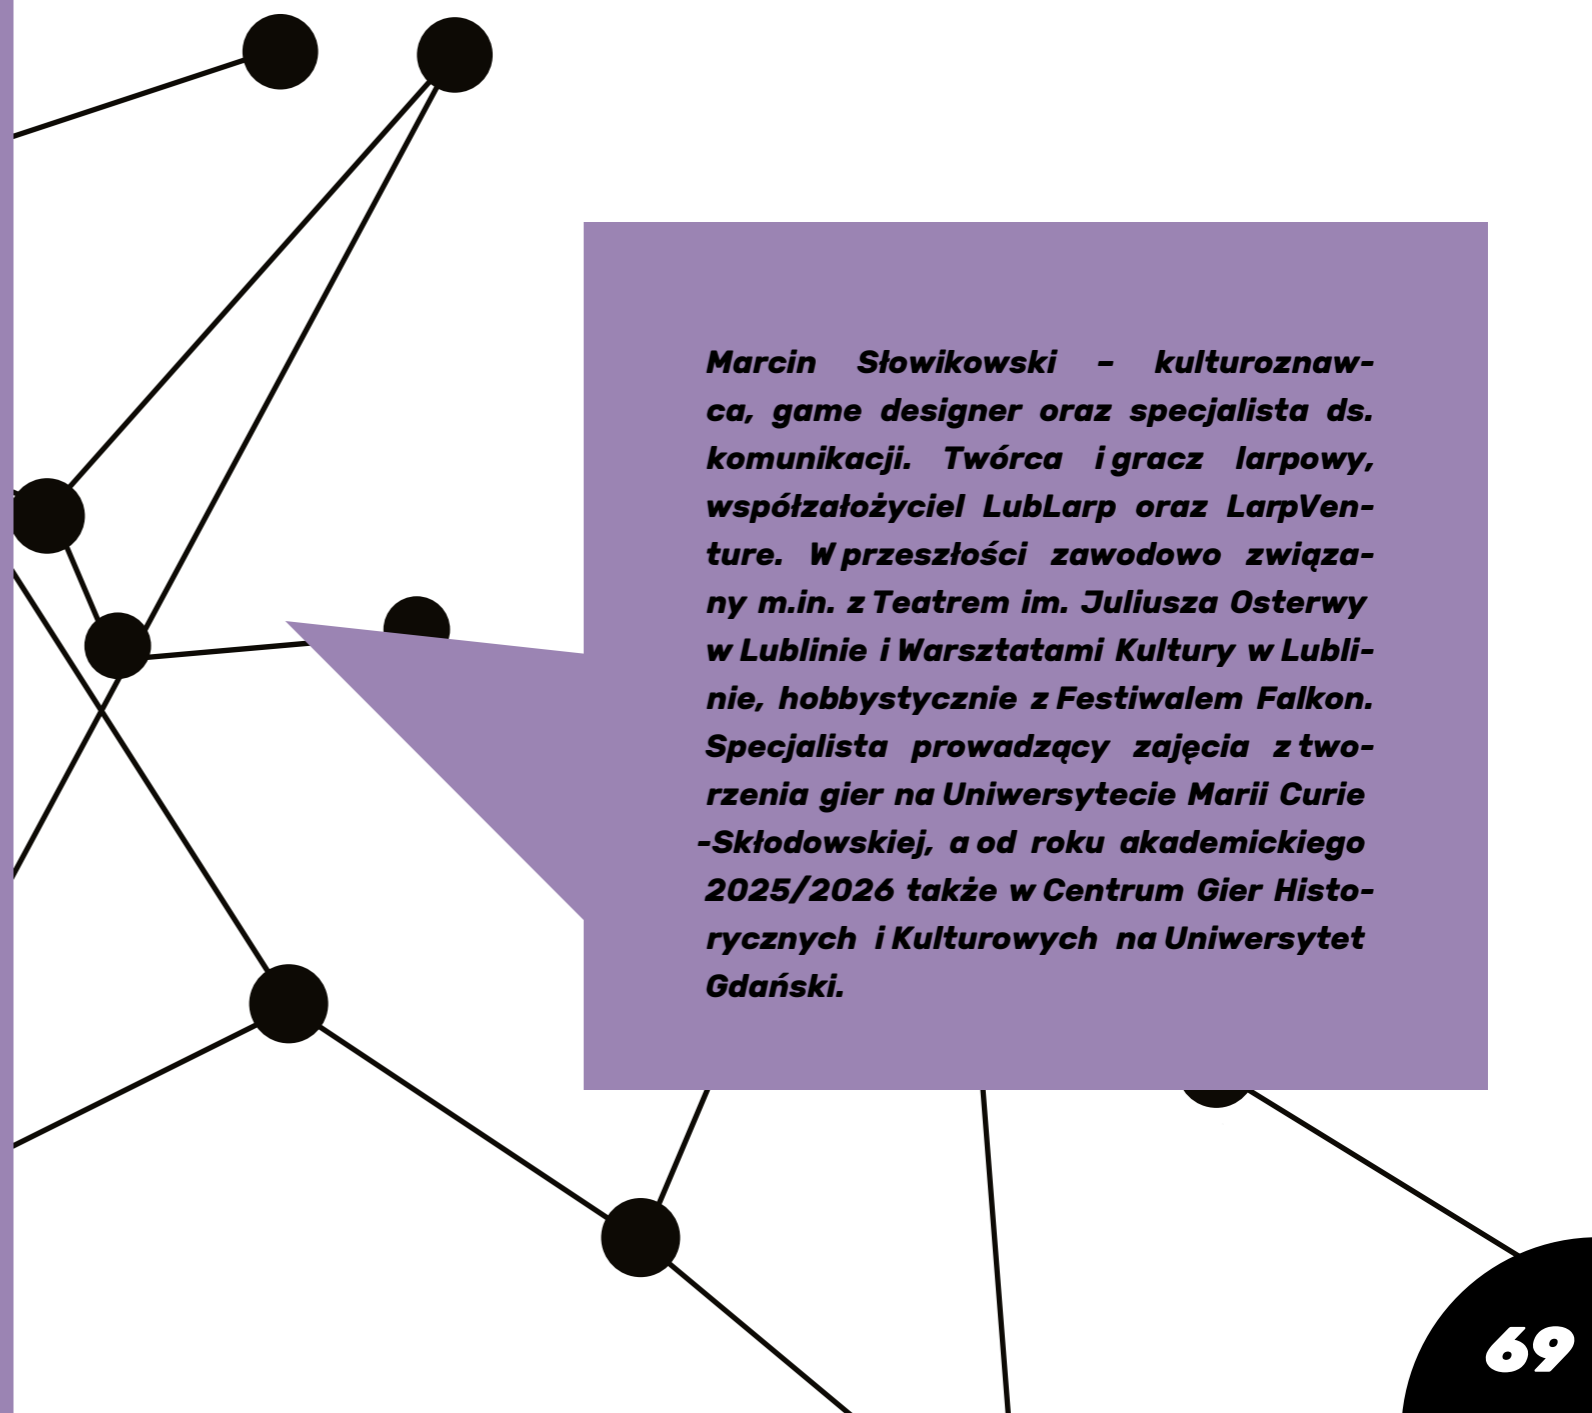 Marcin Słowikowski – kulturoznaw-
ca, game designer oraz specjalista ds.
komunikacji. Twórca i gracz larpowy,
współzałożyciel LubLarp oraz LarpVen-
ture. W przeszłości zawodowo związa-
ny m.in. z Teatrem im. Juliusza Osterwy
w Lublinie i Warsztatami Kultury w Lubli-
nie, hobbystycznie z Festiwalem Falkon.
Specjalista prowadzący zajęcia z two-
rzenia gier na Uniwersytecie Marii Curie
-Skłodowskiej, a od roku akademickiego
2025/2026 także w Centrum Gier Histo-
rycznych i Kulturowych na Uniwersytet
Gdański.
69